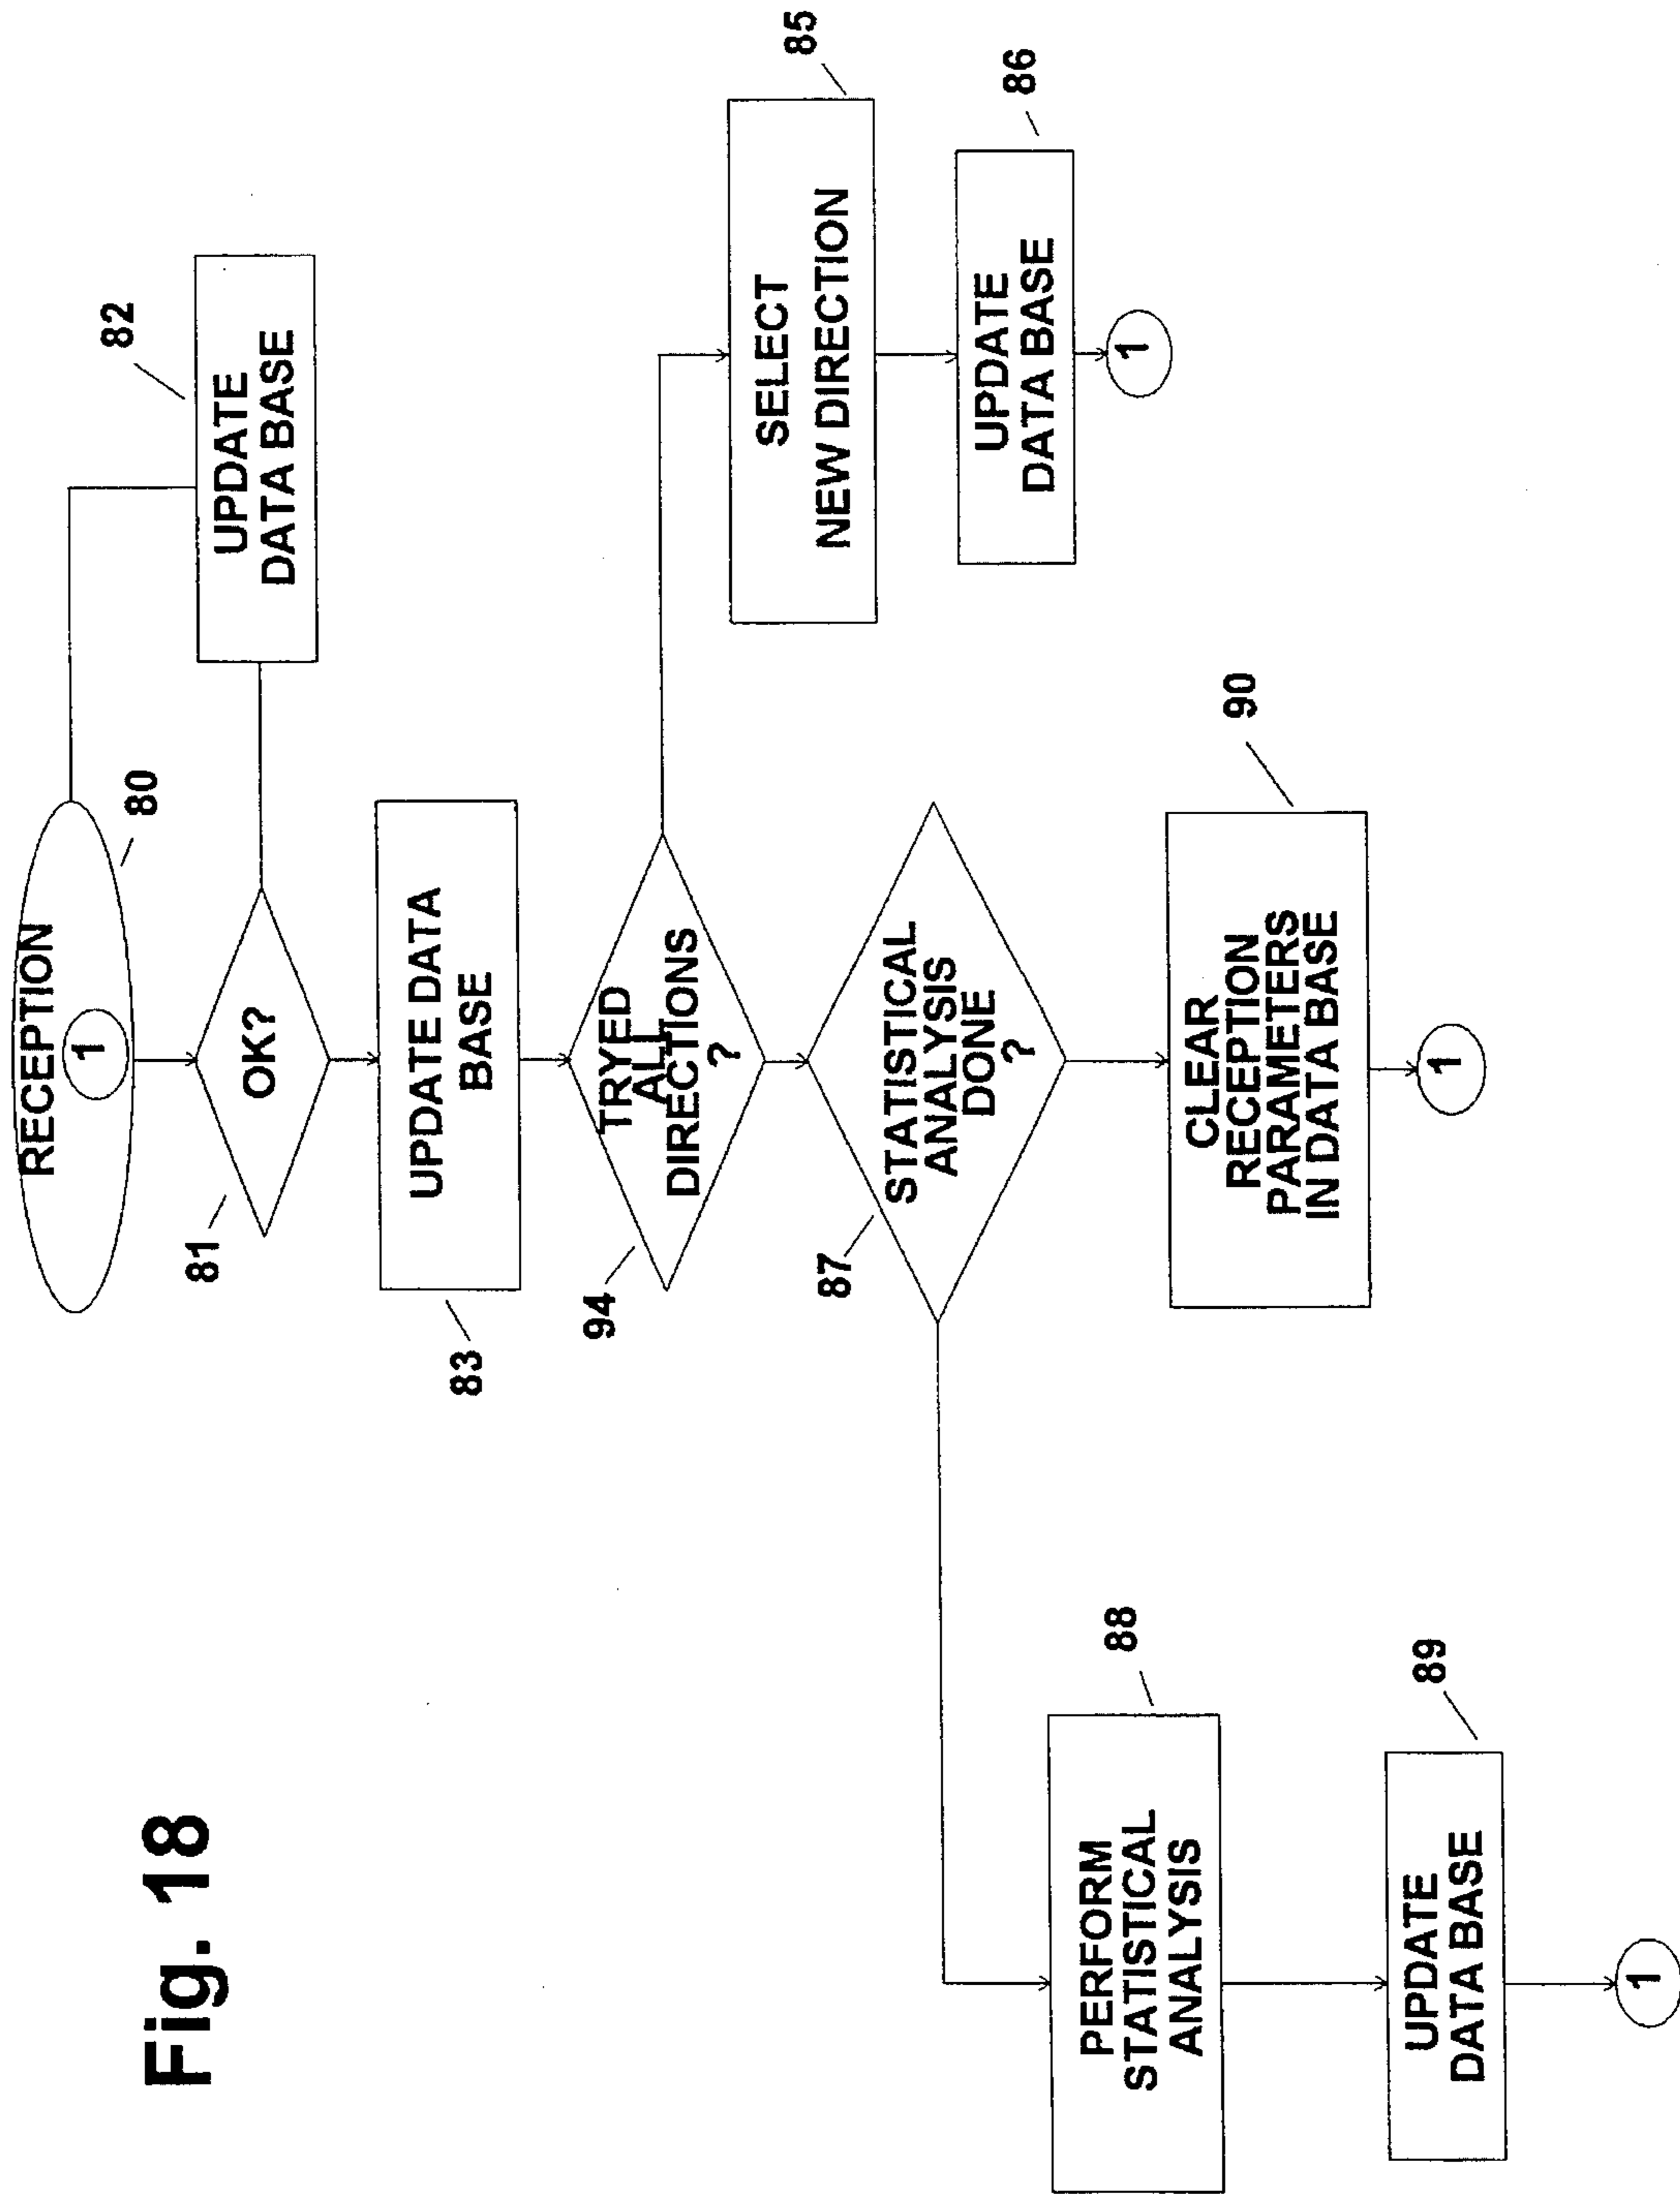 Fig. 18
RECEPTION
1
80
81
OK?
82
UPDATE
DATA BASE
83
UPDATE DATA
BASE
94
TRYED
ALL
DIRECTIONS
?
85
SELECT
NEW DIRECTION
86
UPDATE
DATA BASE
1
87
STATISTICAL
ANALYSIS
DONE
?
88
PERFORM
STATISTICAL
ANALYSIS
89
UPDATE
DATA BASE
1
90
CLEAR
RECEPTION
PARAMETERS
IN DATA BASE
1